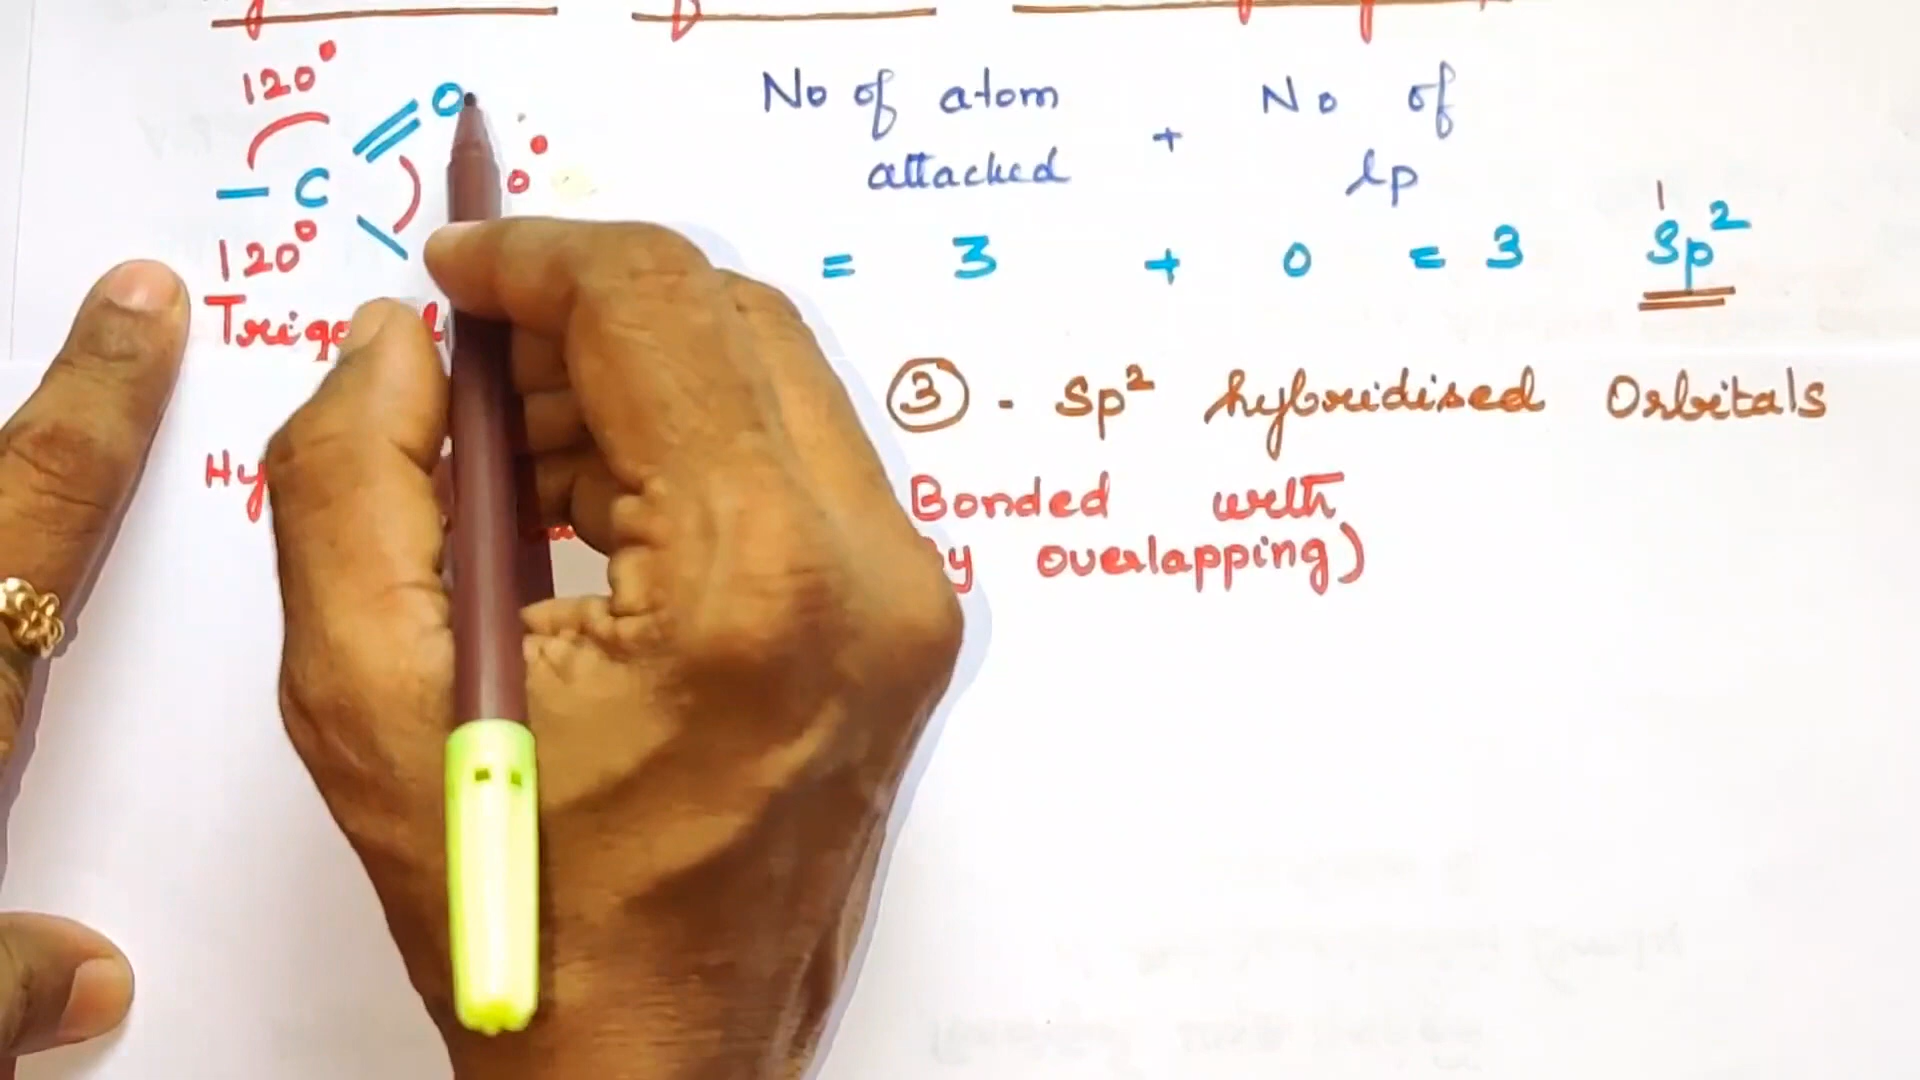 120°
No of atom attached + No of lp
C
O
120°
= 3 + 0 = 3 sp²
③ - Sp² hybridised Orbitals
Bonded with
overlapping)